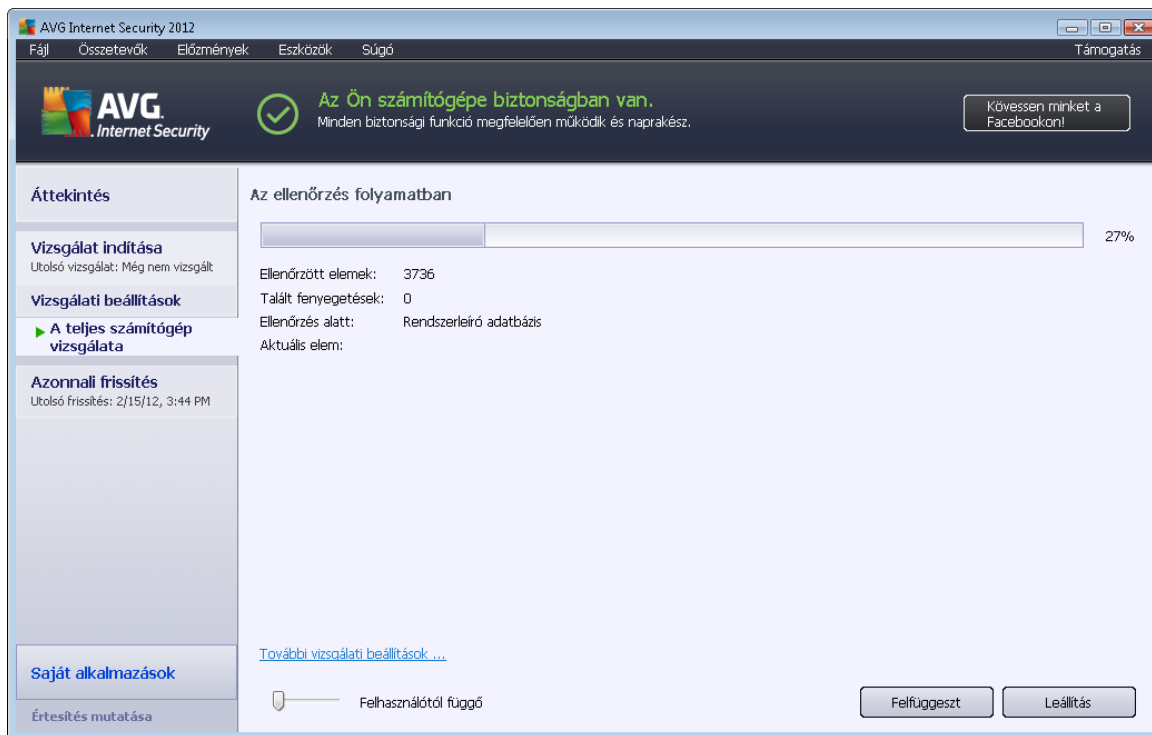 AVG Internet Security 2012
Fájl Összetevők Előzmények Eszközök Súgó Támogatás
AVG.
Internet Security
Az Ön számítógépe biztonságban van.
Minden biztonsági funkció megfelelően működik és naprakész.
Kövessen minket a
Facebookon!
Áttekintés
Vizsgálat indítása
Utolsó vizsgálat: Még nem vizsgált
Vizsgálati beállítások
A teljes számítógép
vizsgálata
Azonnali frissítés
Utolsó frissítés: 2/15/12, 3:44 PM
Saját alkalmazások
Értesítés mutatása
Az ellenőrzés folyamatban
27%
Ellenőrzött elemek: 3736
Talált fenyegetések: 0
Ellenőrzés alatt: Rendszerleíró adatbázis
Aktuális elem:
További vizsgálati beállítások ...
Felhasználótól függő
Felfüggeszt
Leállítás